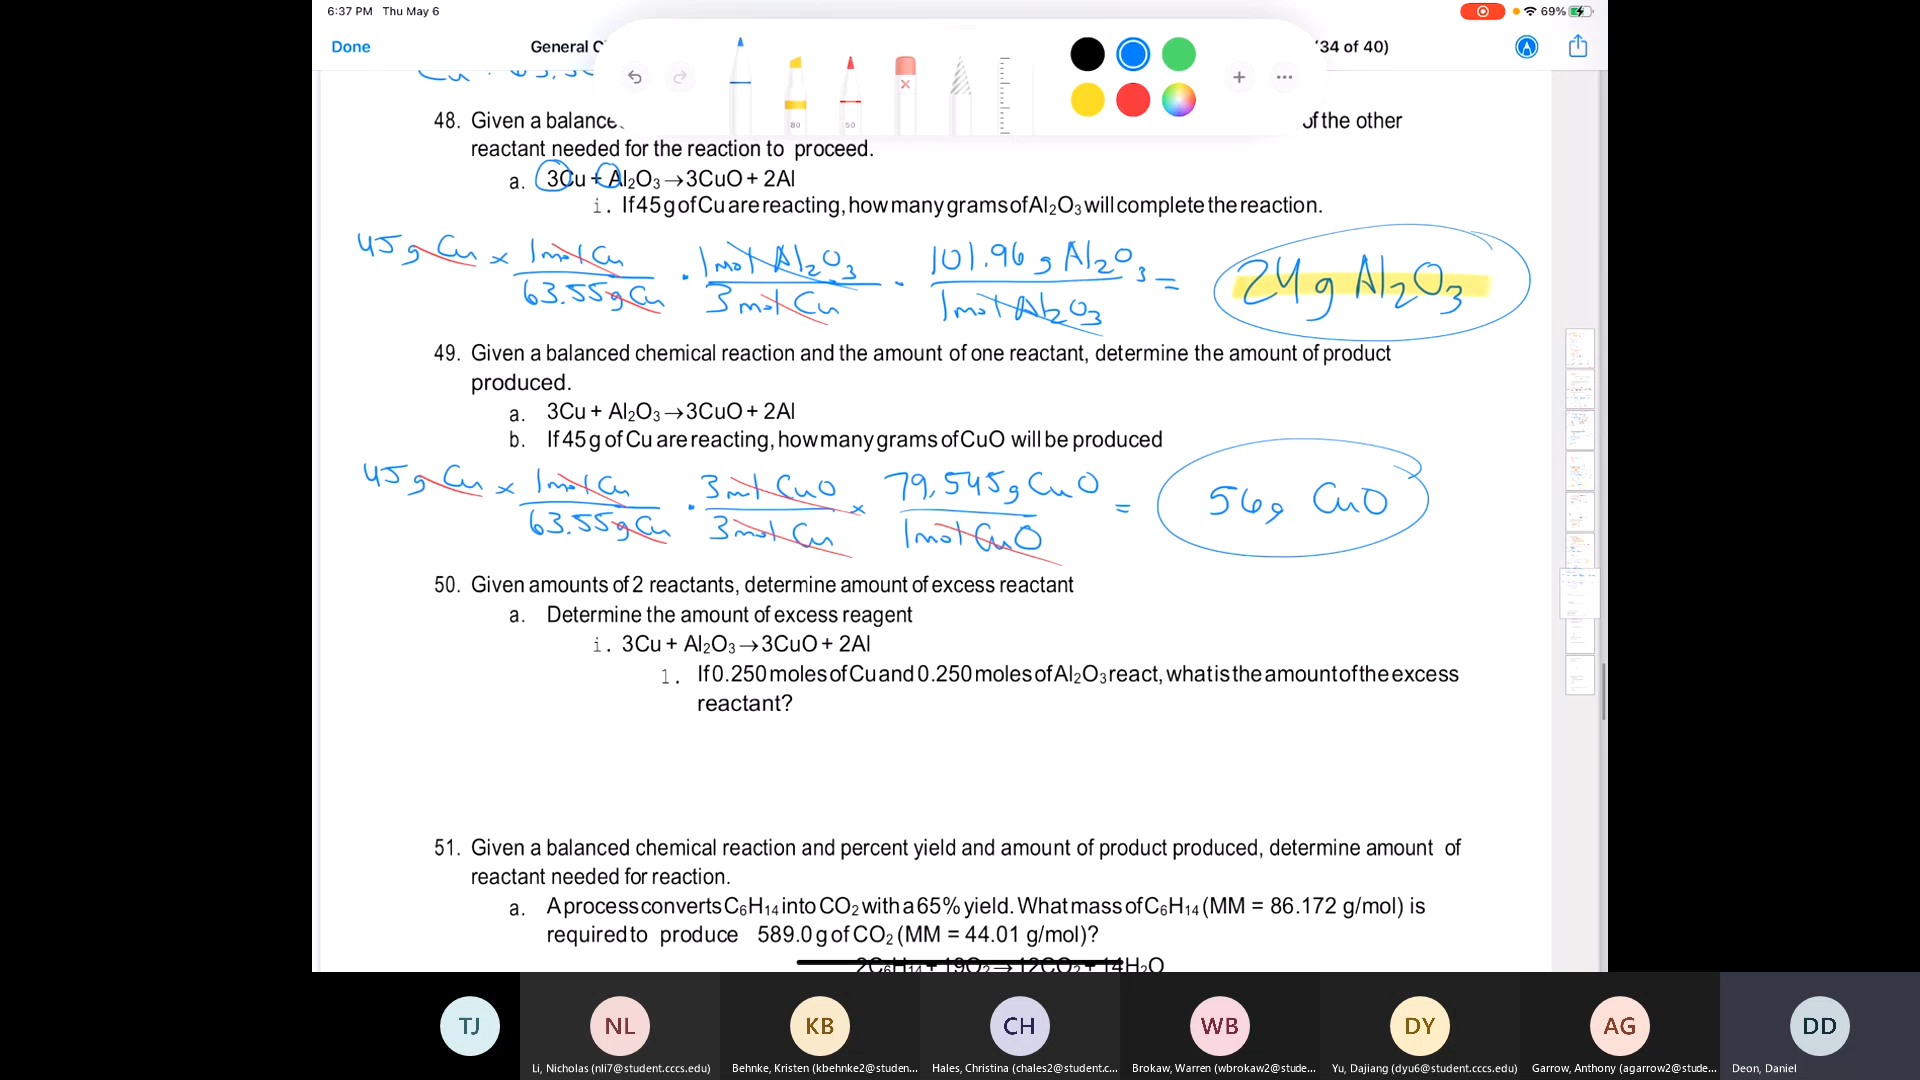 6:37 PM Thu May 6
69%
Done
General C
(34 of 40)
80
50
48. Given a balance of the other
reactant needed for the reaction to proceed.
a. 3Cu + Al₂O₃→3CuO + 2Al
i. If 45 g of Cu are reacting, how many grams of Al₂O₃ will complete the reaction.
45 g Cu × 1mol Cu / 63.55 g Cu · 1mol Al₂O₃ / 3 mol Cu · 101.96 g Al₂O₃ / 1mol Al₂O₃ = 24 g Al₂O₃
49. Given a balanced chemical reaction and the amount of one reactant, determine the amount of product
produced.
a. 3Cu + Al₂O₃→3CuO + 2Al
b. If 45 g of Cu are reacting, how many grams of CuO will be produced
45 g Cu × 1mol Cu / 63.55 g Cu · 3 mol CuO / 3 mol Cu × 79.545 g CuO / 1mol CuO = 56 g CuO
50. Given amounts of 2 reactants, determine amount of excess reactant
a. Determine the amount of excess reagent
i. 3Cu + Al₂O₃→3CuO + 2Al
1. If 0.250 moles of Cu and 0.250 moles of Al₂O₃ react, what is the amount of the excess
reactant?
51. Given a balanced chemical reaction and percent yield and amount of product produced, determine amount of
reactant needed for reaction.
a. A process converts C₆H₁₄ into CO₂ with a 65% yield. What mass of C₆H₁₄ (MM = 86.172 g/mol) is
required to produce 589.0 g of CO₂ (MM = 44.01 g/mol)?
2C₆H₁₄ + 19O₂ → 12CO₂ + 14H₂O
TJ NL KB CH WB DY AG DD
Li, Nicholas (nli7@student.cccs.edu) Behnke, Kristen (kbehnke2@studen... Hales, Christina (chales2@student.c... Brokaw, Warren (wbrokaw2@stude... Yu, Dajiang (dyu6@student.cccs.edu) Garrow, Anthony (agarrow2@stude... Deon, Daniel